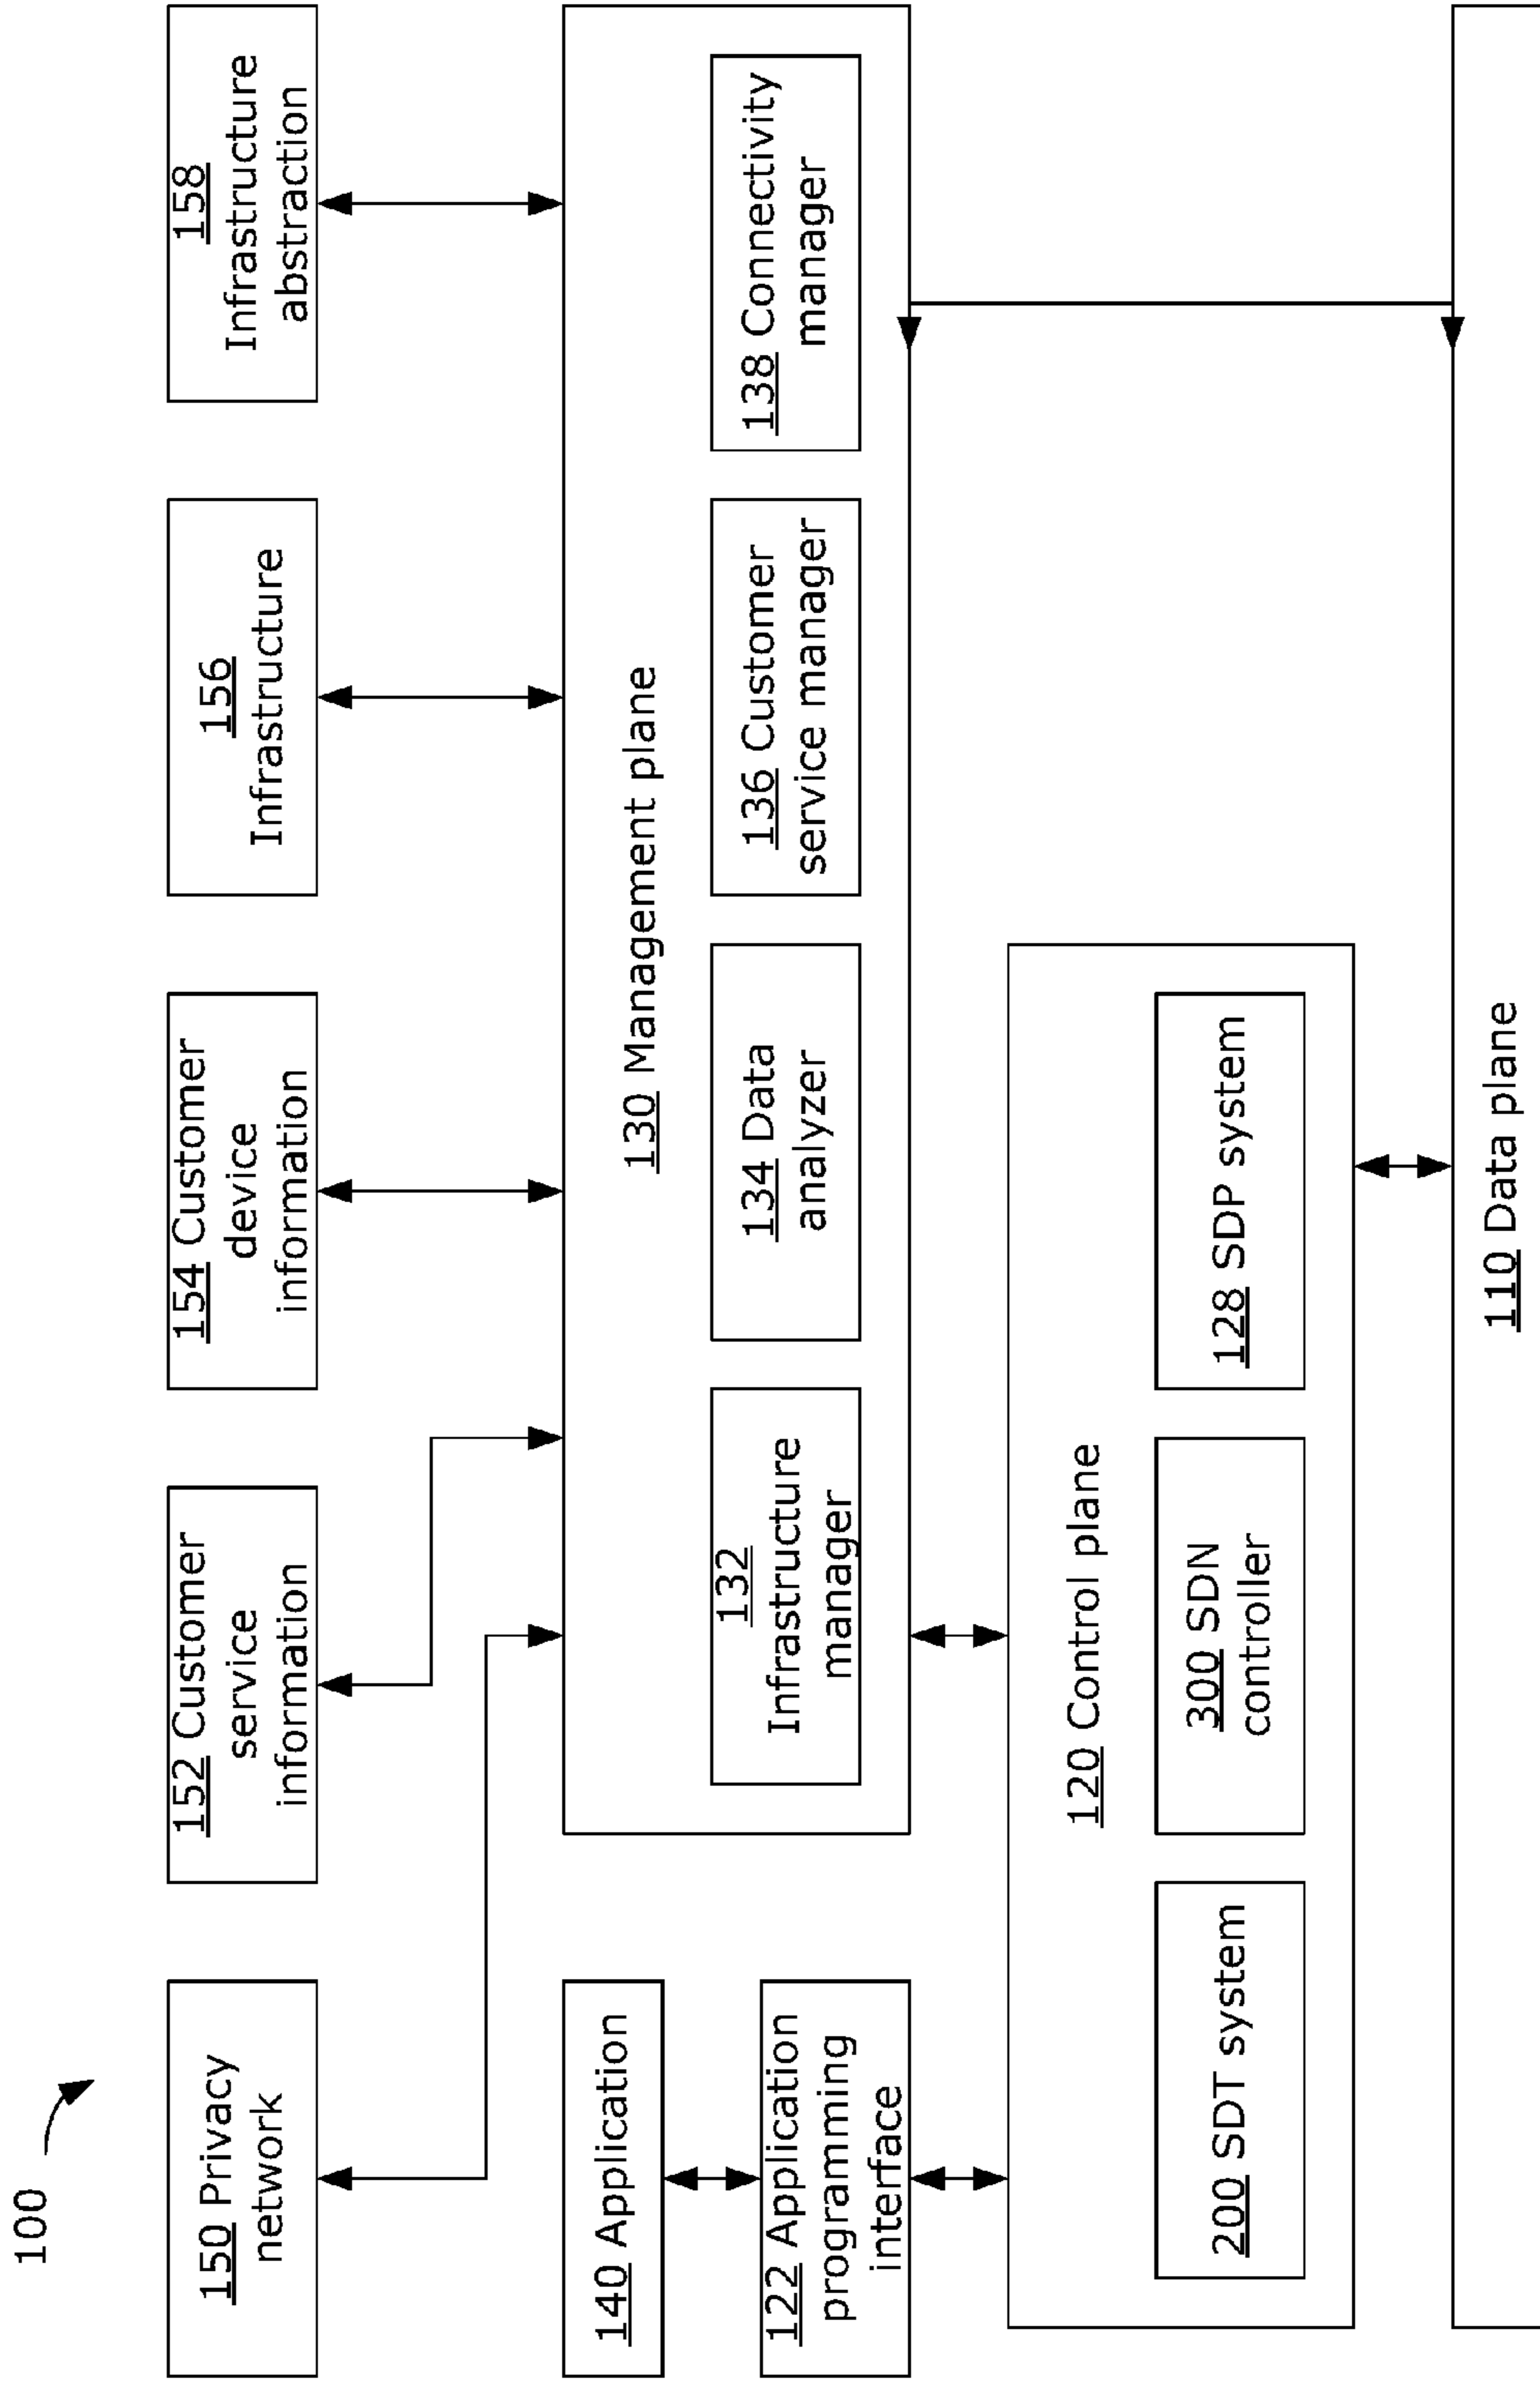 100
150 Privacy
network
152 Customer
service
information
154 Customer
device
information
156
Infrastructure
158
Infrastructure
abstraction
140 Application
122 Application
programming
interface
130 Management plane
132
Infrastructure
manager
134 Data
analyzer
136 Customer
service manager
138 Connectivity
manager
120 Control plane
200 SDT system
300 SDN
controller
128 SDP system
110 Data plane